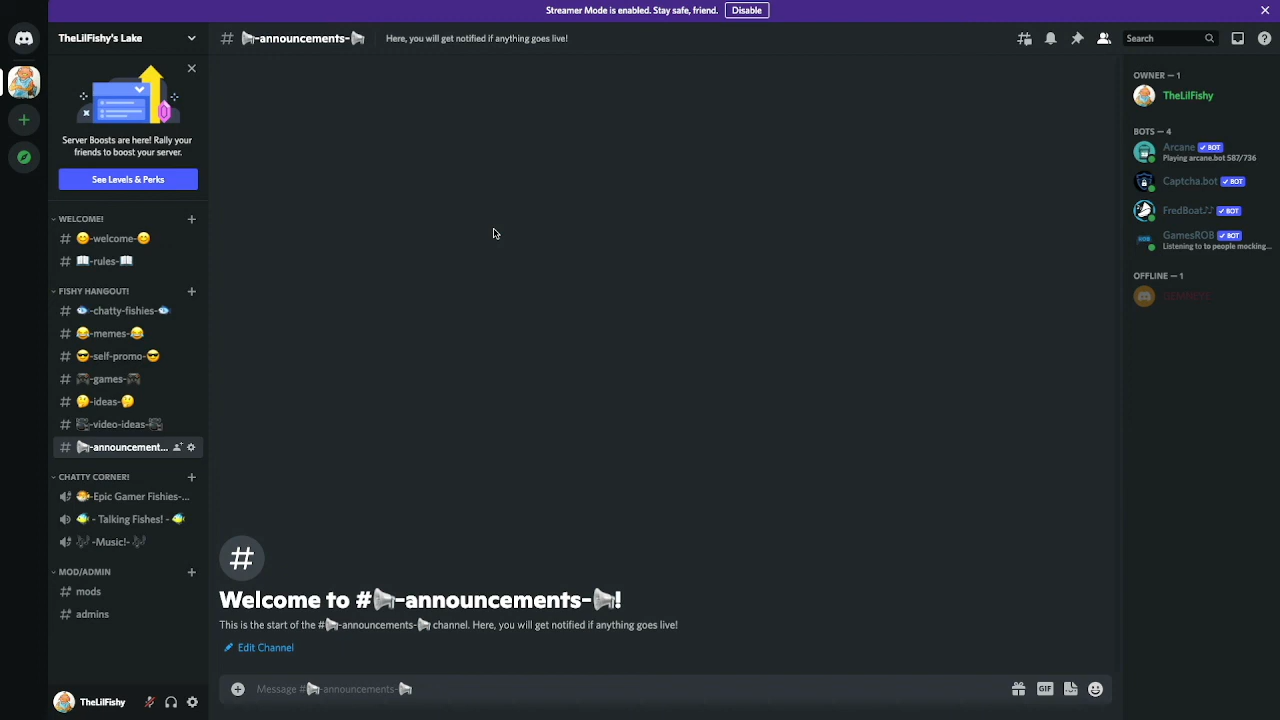 Streamer Mode is enabled. Stay safe, friend. Disable
TheLilFishy's Lake
# 📢-announcements-📢 Here, you will get notified if anything goes live!
Search
Server Boosts are here! Rally your
friends to boost your server.
See Levels & Perks
WELCOME!
# 😊-welcome-😊
# 📖-rules-📖
FISHY HANGOUT!
# 🐟-chatty-fishies-🐟
# 😂-memes-😂
# 😎-self-promo-😎
# 🎮-games-🎮
# 🤔-ideas-🤔
# 📽-video-ideas-📽
# 📢-announcement...
CHATTY CORNER!
🐡-Epic Gamer Fishies-...
🐠 - Talking Fishes! - 🐠
🎶 -Music!- 🎶
MOD/ADMIN
# mods
# admins
TheLilFishy
#
Welcome to #📢-announcements-📢!
This is the start of the #📢-announcements-📢 channel. Here, you will get notified if anything goes live!
Edit Channel
Message #📢-announcements-📢
GIF
OWNER — 1
TheLilFishy
BOTS — 4
Arcane ✓ BOT
Playing arcane.bot 587/736
Captcha.bot ✓ BOT
FredBoat♪♪ ✓ BOT
GamesROB ✓ BOT
Listening to to people mocking...
OFFLINE — 1